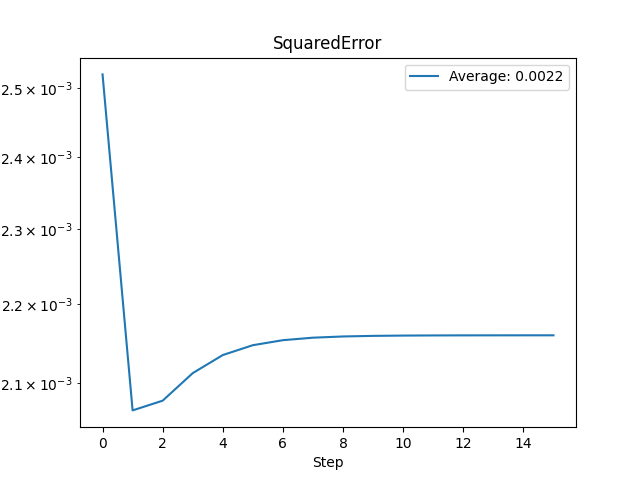 SquaredError
Average: 0.0022
2.5 × 10⁻³
2.4 × 10⁻³
2.3 × 10⁻³
2.2 × 10⁻³
2.1 × 10⁻³
0 2 4 6 8 10 12 14
Step